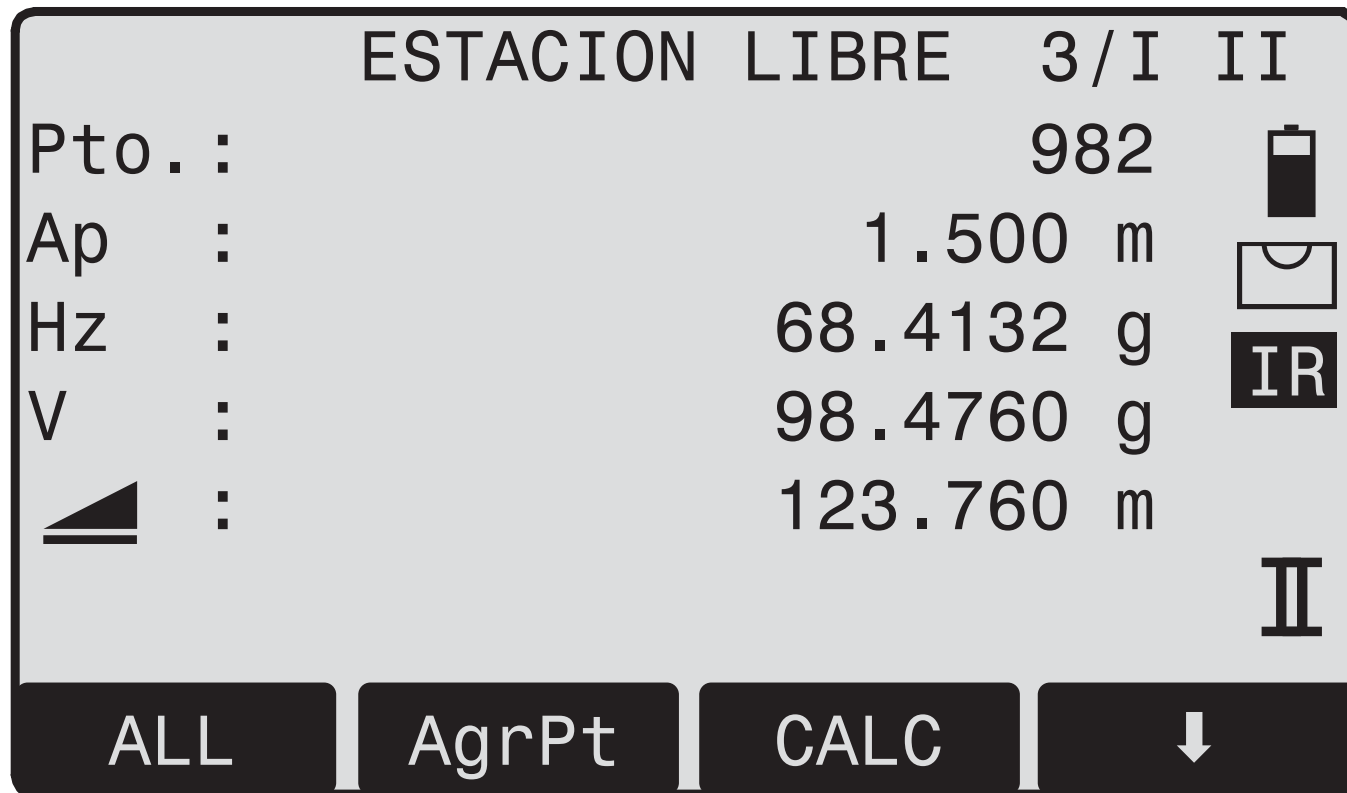 ESTACION LIBRE 3/I II
Pto.: 982
Ap : 1.500 m
Hz : 68.4132 g
IR
V : 98.4760 g
: 123.760 m
II
ALL AgrPt CALC ⬇